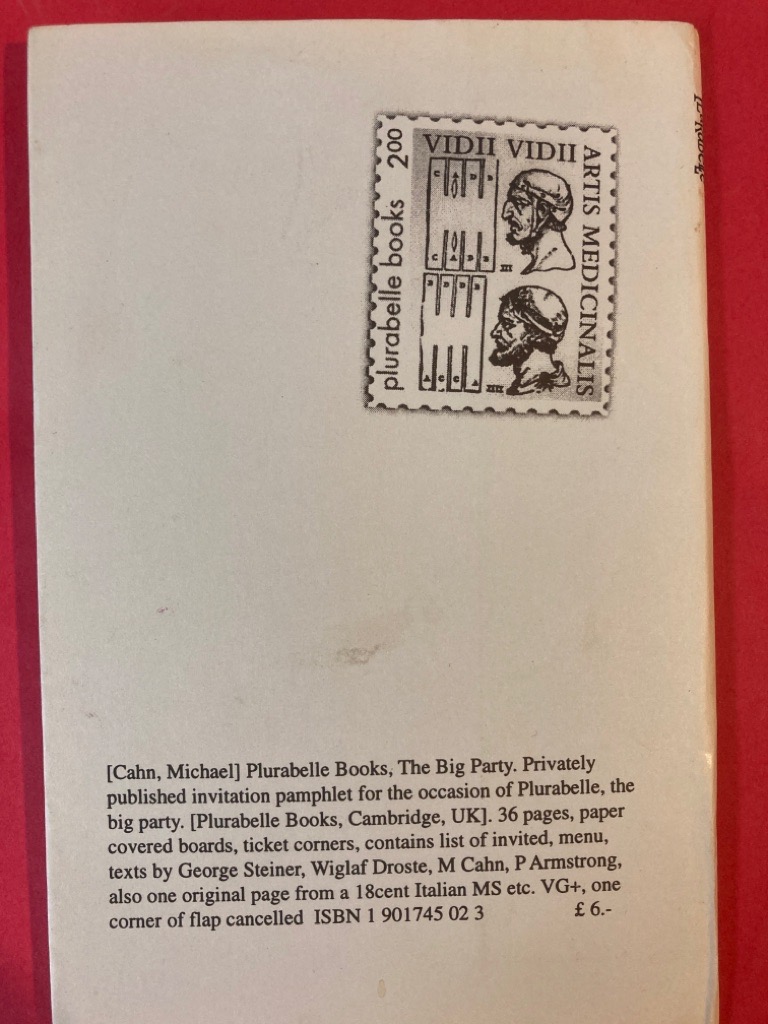 plurabelle books 200
VIDII VIDII
ARTIS MEDICINALIS
C A D B
C A D B
III
B D D B
A C C A
IIII
[Cahn, Michael] Plurabelle Books, The Big Party. Privately
published invitation pamphlet for the occasion of Plurabelle, the
big party. [Plurabelle Books, Cambridge, UK]. 36 pages, paper
covered boards, ticket corners, contains list of invited, menu,
texts by George Steiner, Wiglaf Droste, M Cahn, P Armstrong,
also one original page from a 18cent Italian MS etc. VG+, one
corner of flap cancelled ISBN 1 901745 02 3 £ 6.-